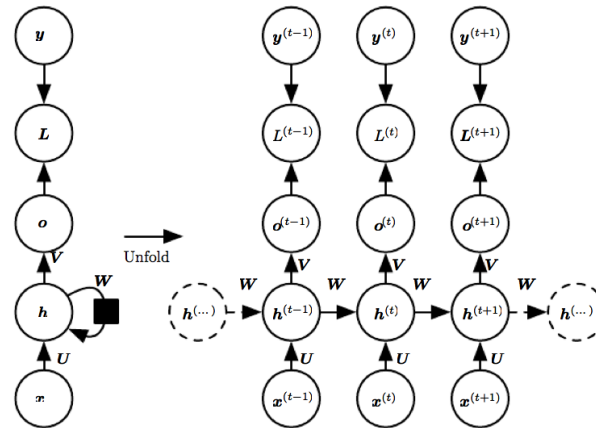 y y^(t−1) y^(t) y^(t+1)
L L^(t−1) L^(t) L^(t+1)
o o^(t−1) o^(t) o^(t+1)
Unfold
V V V V
W W W W W
h h^(...) h^(t−1) h^(t) h^(t+1) h^(...)
U U U U
x x^(t−1) x^(t) x^(t+1)